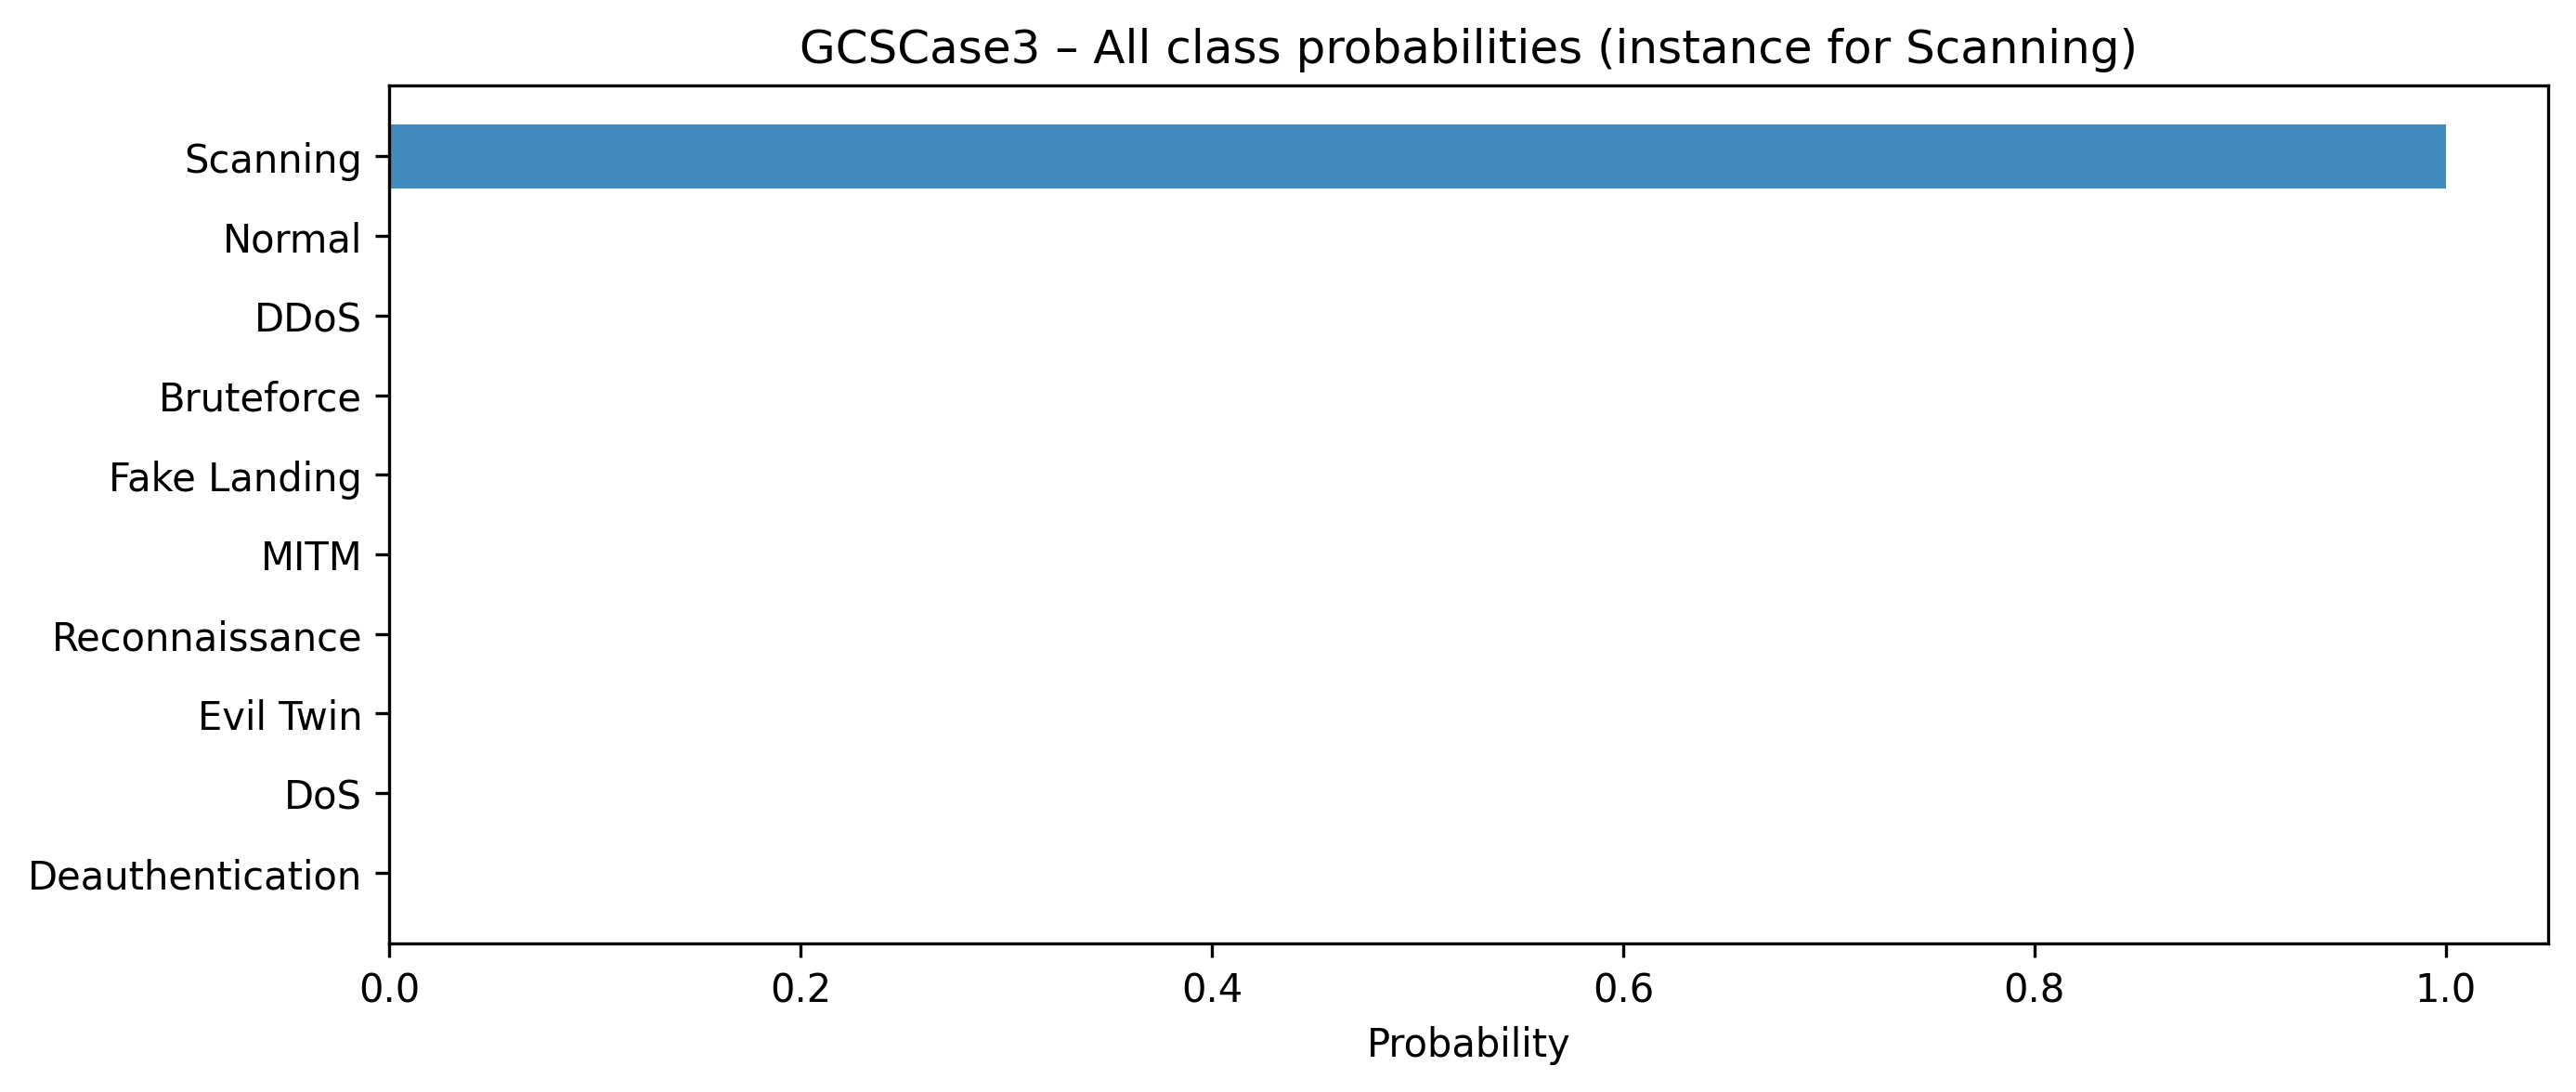 GCSCase3 – All class probabilities (instance for Scanning)
Scanning
Normal
DDoS
Bruteforce
Fake Landing
MITM
Reconnaissance
Evil Twin
DoS
Deauthentication
0.0 0.2 0.4 0.6 0.8 1.0
Probability